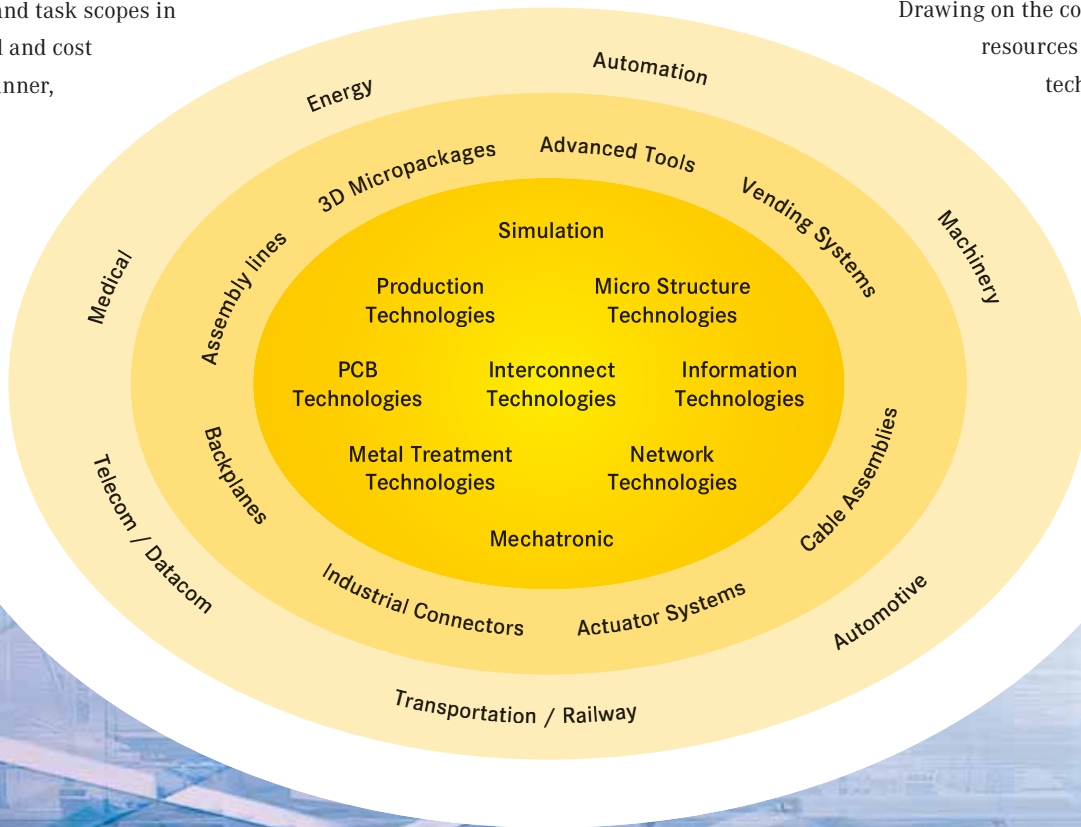 and task scopes in
d and cost
nner,
Drawing on the co
resources
tech
Energy
Automation
Medical
Machinery
Telecom / Datacom
Automotive
Transportation / Railway
3D Micropackages
Advanced Tools
Vending Systems
Assembly lines
Backplanes
Cable Assemblies
Industrial Connectors
Actuator Systems
Simulation
Production
Technologies
Micro Structure
Technologies
PCB
Technologies
Interconnect
Technologies
Information
Technologies
Metal Treatment
Technologies
Network
Technologies
Mechatronic